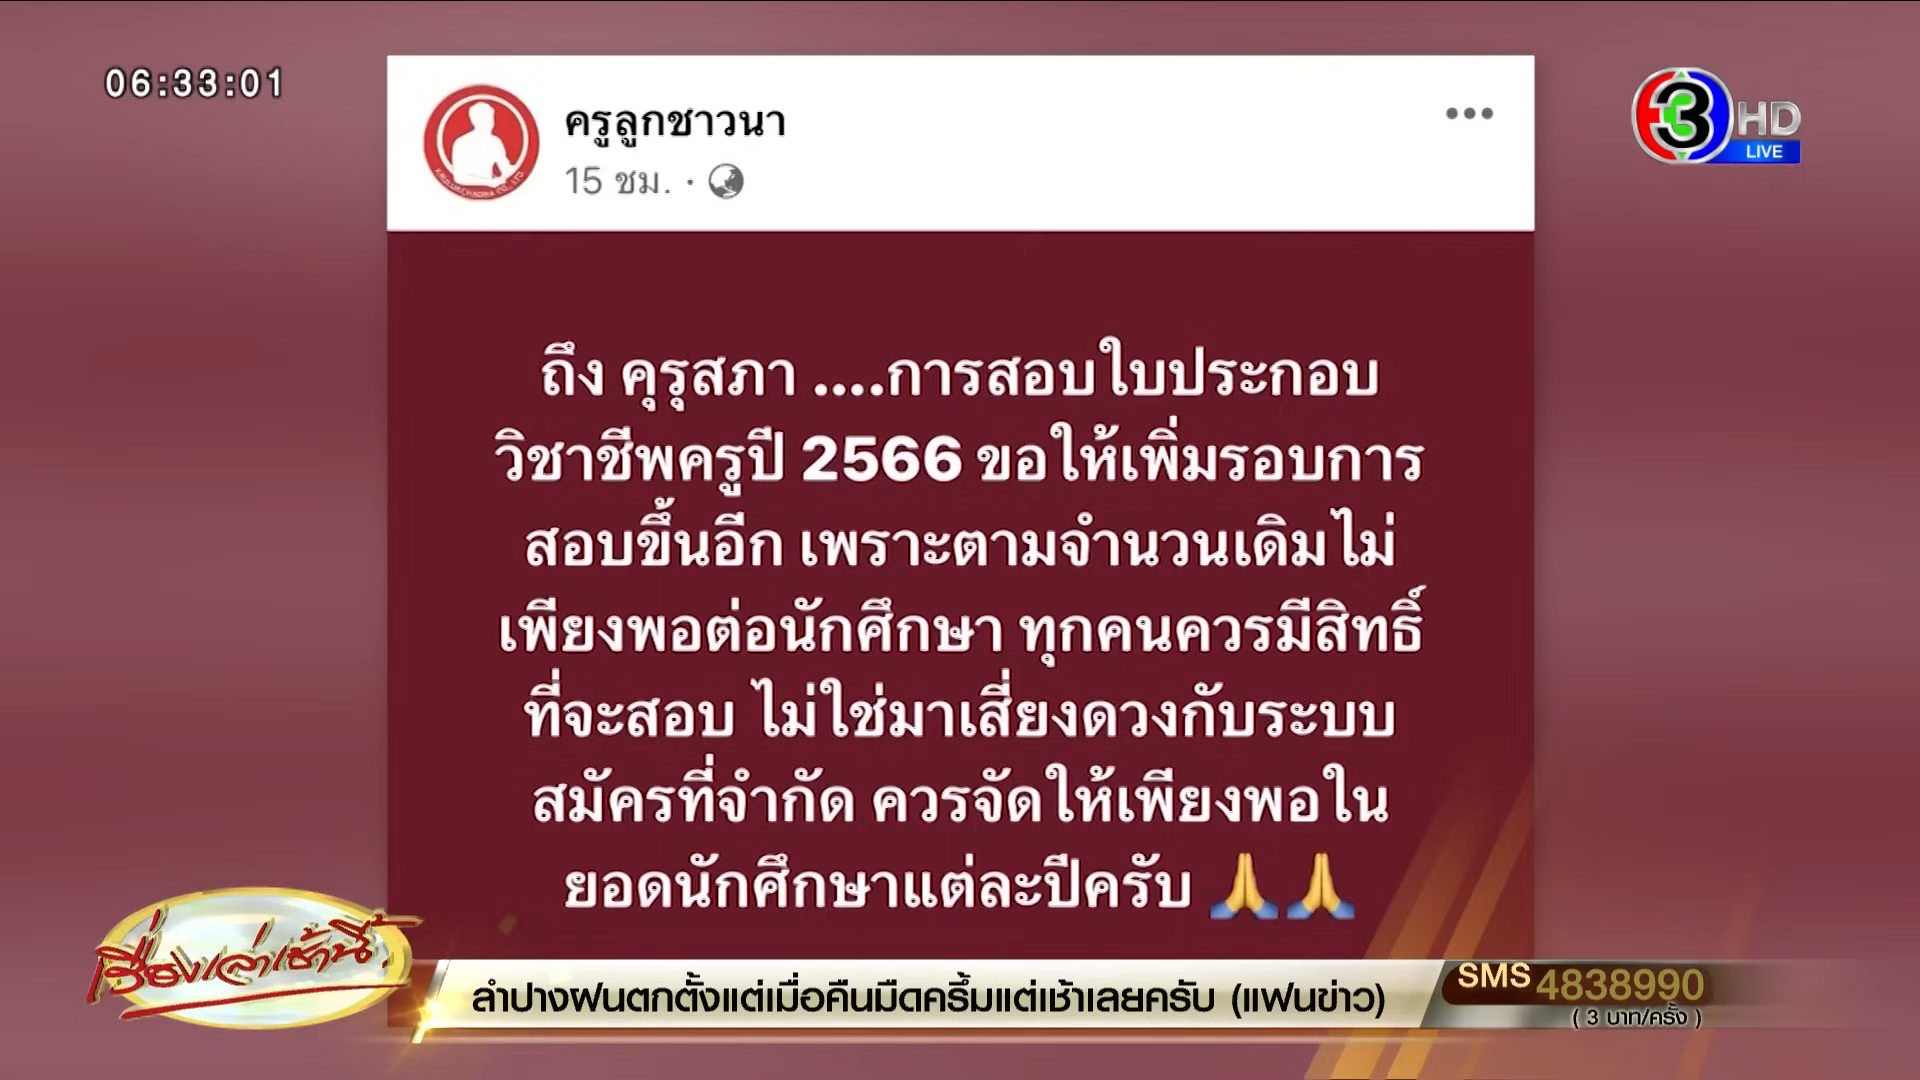 06:33:01
3 HD
LIVE
ครูลูกชาวนา
15 ชม. ·
ถึง คุรุสภา ....การสอบใบประกอบ
วิชาชีพครูปี 2566 ขอให้เพิ่มรอบการ
สอบขึ้นอีก เพราะตามจำนวนเดิมไม่
เพียงพอต่อนักศึกษา ทุกคนควรมีสิทธิ์
ที่จะสอบ ไม่ใช่มาเสี่ยงดวงกับระบบ
สมัครที่จำกัด ควรจัดให้เพียงพอใน
ยอดนักศึกษาแต่ละปีครับ 🙏🙏
เรื่องเล่าเช้านี้
ลำปางฝนตกตั้งแต่เมื่อคืนมืดครึ้มแต่เช้าเลยครับ (แฟนข่าว)
SMS 4838990
( 3 บาท/ครั้ง )